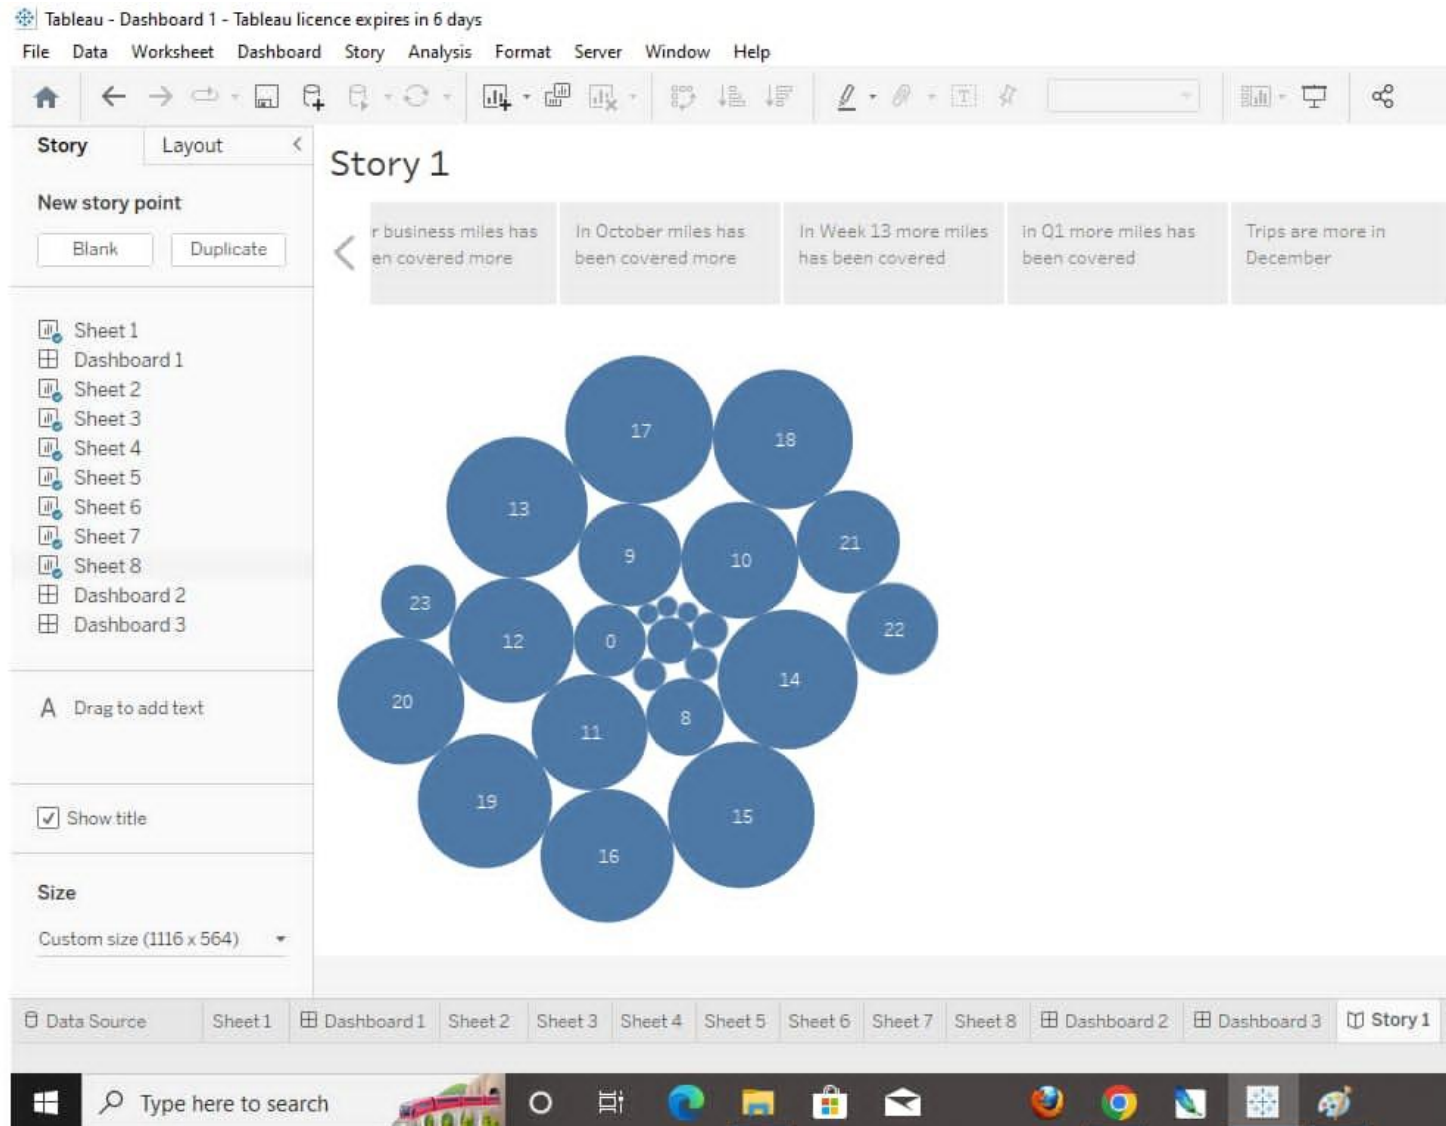 Tableau - Dashboard 1 - Tableau licence expires in 6 days
File Data Worksheet Dashboard Story Analysis Format Server Window Help
Story Layout
New story point
Blank Duplicate
Sheet 1
Dashboard 1
Sheet 2
Sheet 3
Sheet 4
Sheet 5
Sheet 6
Sheet 7
Sheet 8
Dashboard 2
Dashboard 3
A Drag to add text
Show title
Size
Custom size (1116 x 564)
Story 1
r business miles has
en covered more
In October miles has
been covered more
In Week 13 more miles
has been covered
in Q1 more miles has
been covered
Trips are more in
December
17
18
13
9
10
21
23
0
22
12
14
20
8
11
19
15
16
Data Source Sheet 1 Dashboard 1 Sheet 2 Sheet 3 Sheet 4 Sheet 5 Sheet 6 Sheet 7 Sheet 8 Dashboard 2 Dashboard 3 Story 1
Type here to search